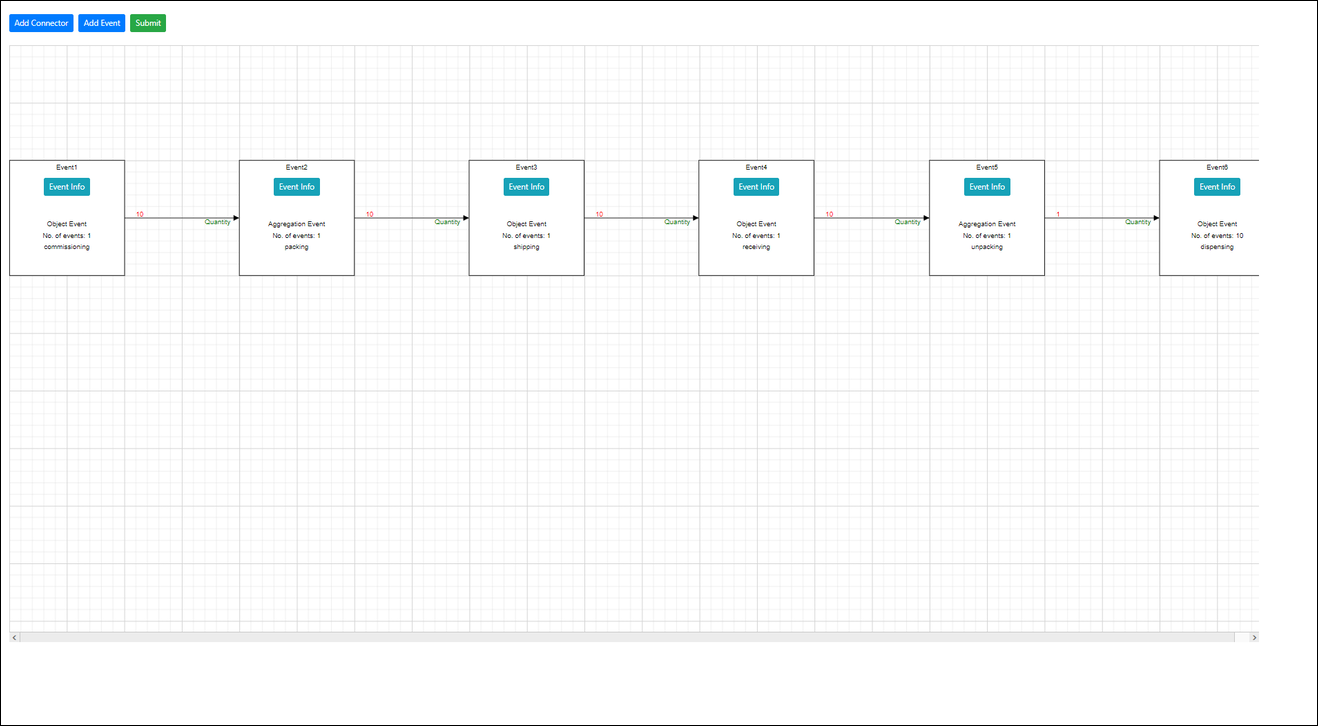 Add Connector Add Event Submit
Event1
Event Info
Object Event
No. of events: 1
commissioning
10
Quantity
Event2
Event Info
Aggregation Event
No. of events: 1
packing
10
Quantity
Event3
Event Info
Object Event
No. of events: 1
shipping
10
Quantity
Event4
Event Info
Object Event
No. of events: 1
receiving
10
Quantity
Event5
Event Info
Aggregation Event
No. of events: 1
unpacking
1
Quantity
Event6
Event Info
Object Event
No. of events: 10
dispensing